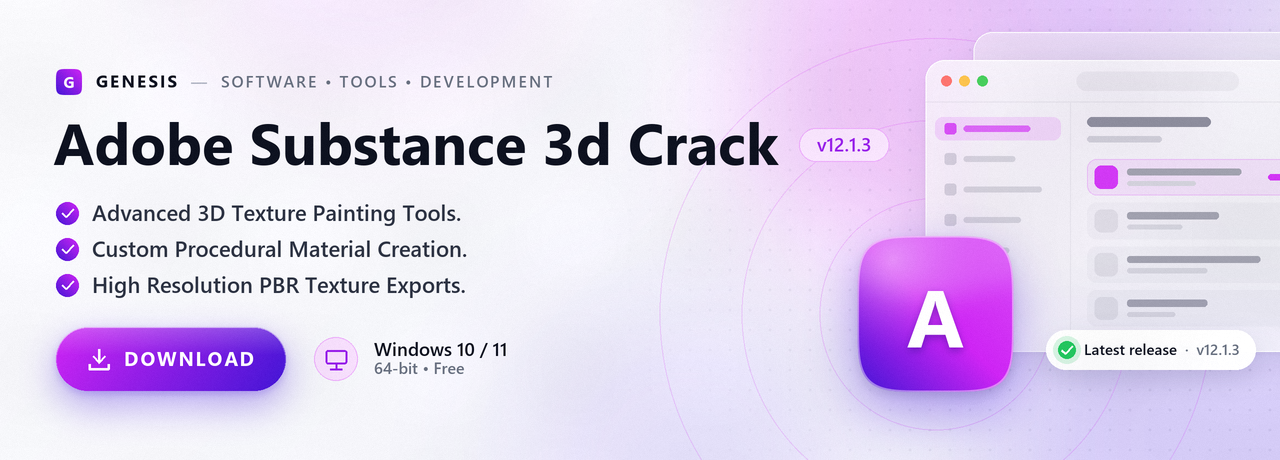 G GENESIS — SOFTWARE • TOOLS • DEVELOPMENT
Adobe Substance 3d Crack v12.1.3
Advanced 3D Texture Painting Tools.
Custom Procedural Material Creation.
High Resolution PBR Texture Exports.
DOWNLOAD
Windows 10 / 11
64-bit • Free
A
Latest release · v12.1.3